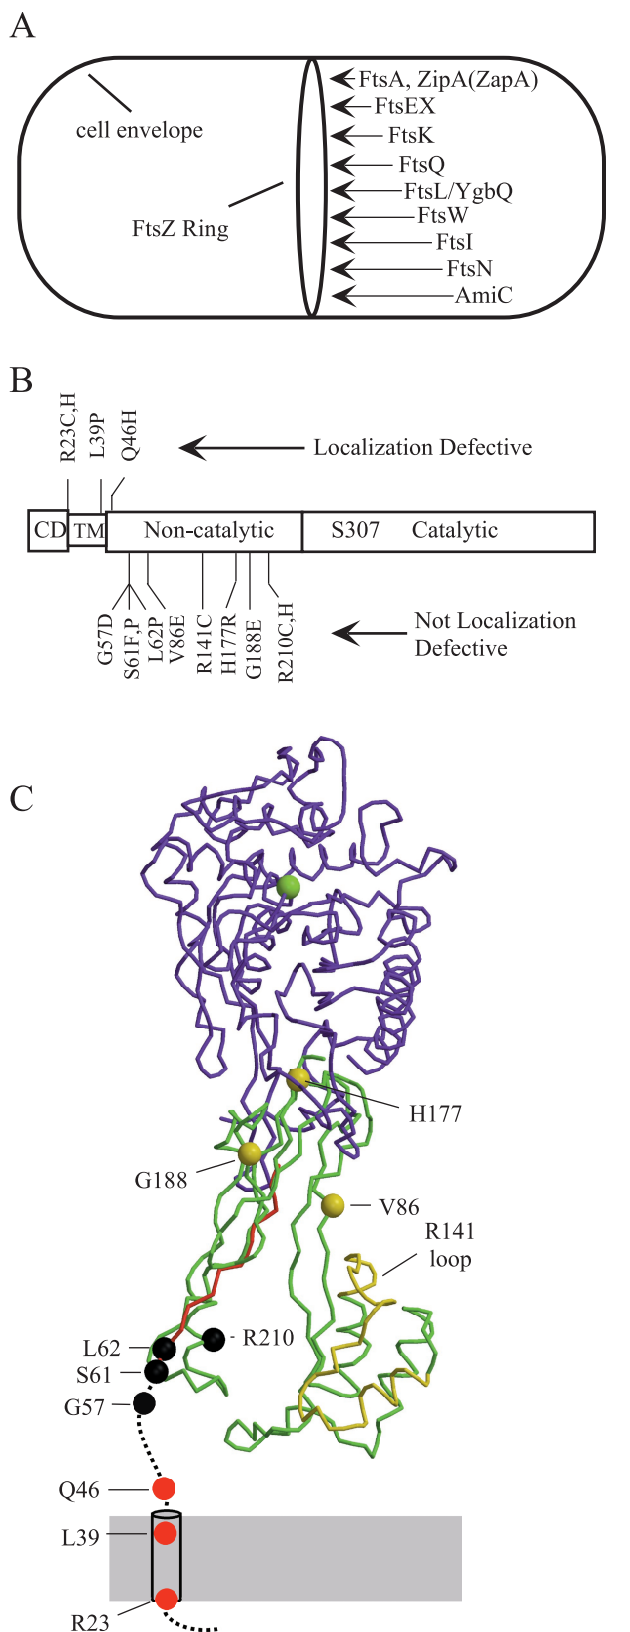 A
FtsA, ZipA(ZapA)
FtsEX
cell envelope
FtsK
FtsQ
FtsL/YgbQ
FtsW
FtsZ Ring
FtsI
FtsN
AmiC
B
R23C,H
L39P
Q46H
Localization Defective
CD
TM
Non-catalytic
S307
Catalytic
G57D
S61F,P
L62P
V86E
R141C
H177R
G188E
R210C,H
Not Localization
Defective
C
H177
G188
V86
R141
loop
R210
L62
S61
G57
Q46
L39
R23